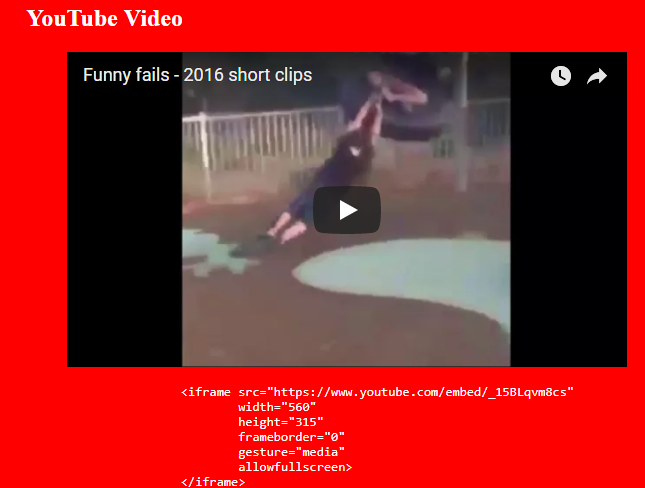 YouTube Video
Funny fails - 2016 short clips
<iframe src="https://www.youtube.com/embed/_15BLqvm8cs"
width="560"
height="315"
frameborder="0"
gesture="media"
allowfullscreen>
</iframe>